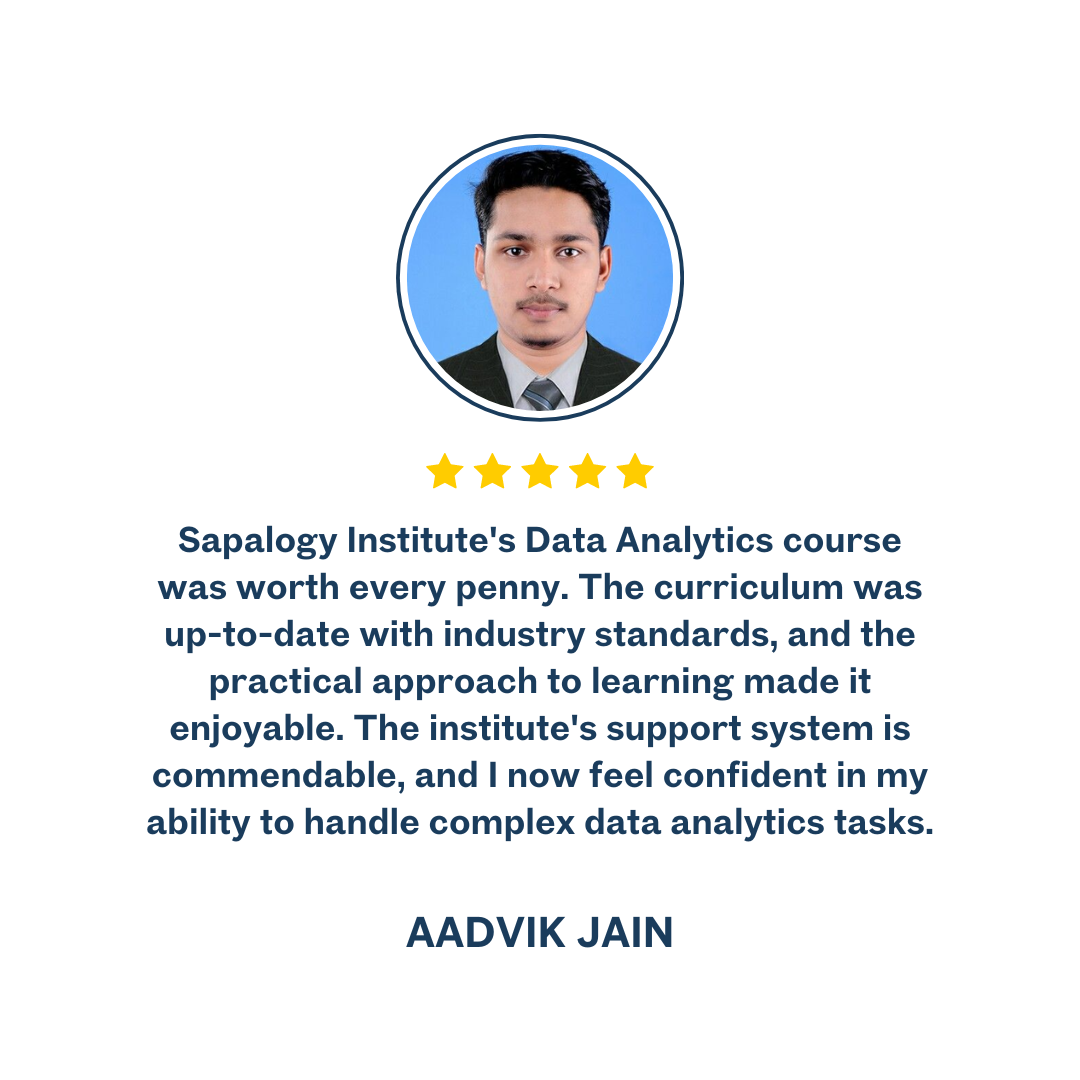 Sapalogy Institute's Data Analytics course
was worth every penny. The curriculum was
up-to-date with industry standards, and the
practical approach to learning made it
enjoyable. The institute's support system is
commendable, and I now feel confident in my
ability to handle complex data analytics tasks.
AADVIK JAIN